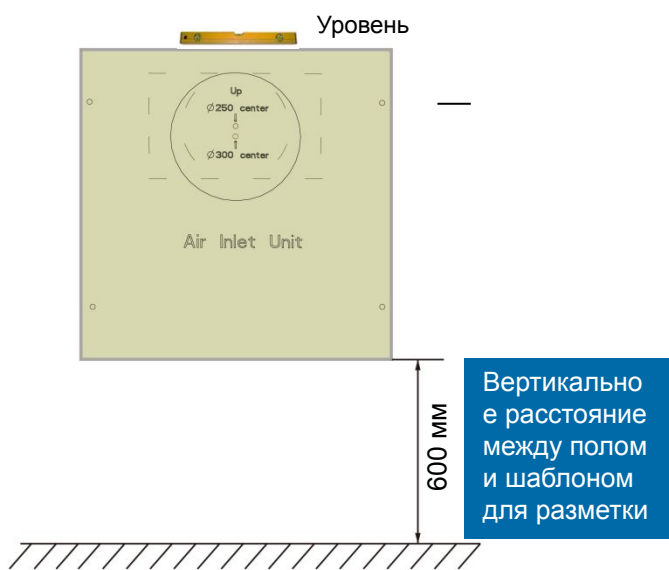 Уровень
Up
Ø250 center
Ø300 center
Air Inlet Unit
600 мм
Вертикально
е расстояние
между полом
и шаблоном
для разметки